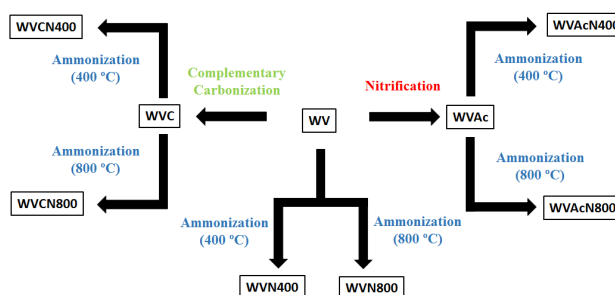 WVCN400
WVAcN400
Ammonization
(400 ºC)
Ammonization
(400 ºC)
Complementary
Carbonization
Nitrification
WVC
WV
WVAc
Ammonization
(800 ºC)
Ammonization
(800 ºC)
WVCN800
WVAcN800
Ammonization
(400 ºC)
Ammonization
(800 ºC)
WVN400
WVN800